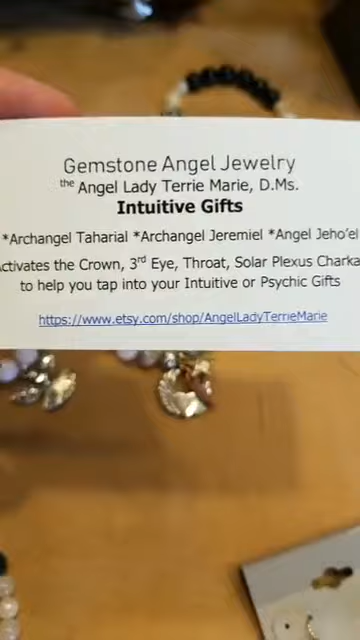 Gemstone Angel Jewelry
the Angel Lady Terrie Marie, D.Ms.
Intuitive Gifts
*Archangel Taharial *Archangel Jeremiel *Angel Jeho'el
ctivates the Crown, 3rd Eye, Throat, Solar Plexus Charka
to help you tap into your Intuitive or Psychic Gifts
https://www.etsy.com/shop/AngelLadyTerrieMarie